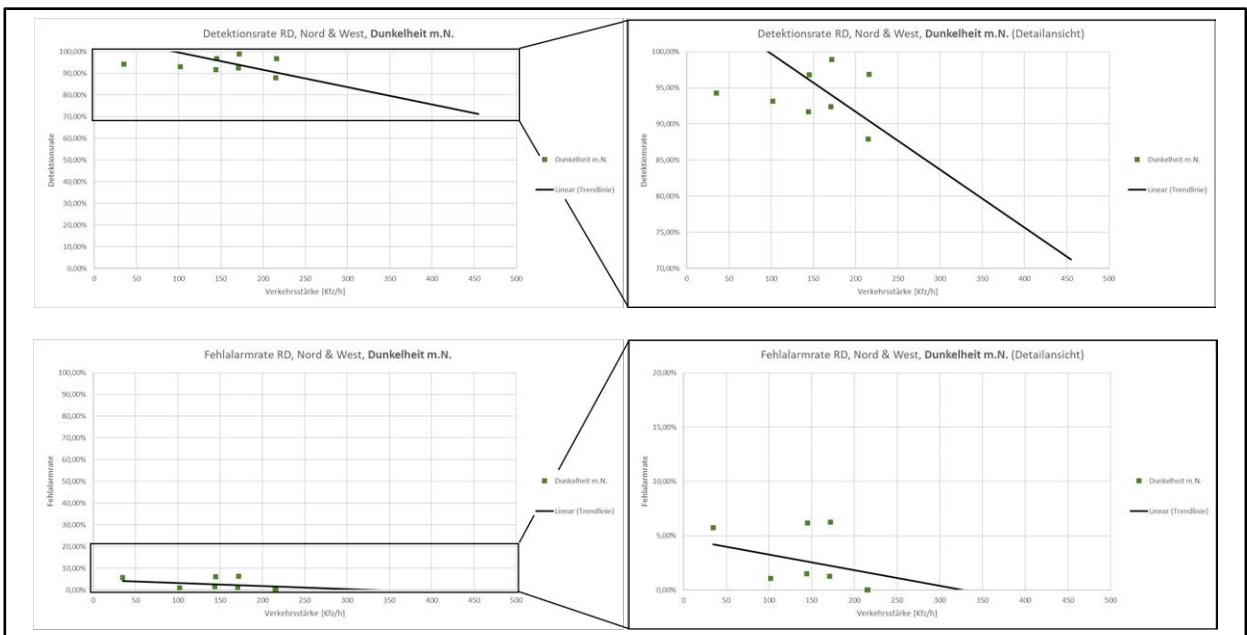 Detektionsrate RD, Nord & West, Dunkelheit m.N.
100,00%
90,00%
80,00%
70,00%
60,00%
50,00%
40,00%
30,00%
20,00%
10,00%
0,00%
Detektionsrate
0 50 100 150 200 250 300 350 400 450 500
Verkehrsstärke [Kfz/h]
Dunkelheit m.N.
Linear (Trendlinie)
Detektionsrate RD, Nord & West, Dunkelheit m.N. (Detailansicht)
100,00%
95,00%
90,00%
85,00%
80,00%
75,00%
70,00%
Detektionsrate
0 50 100 150 200 250 300 350 400 450 500
Verkehrsstärke [Kfz/h]
Dunkelheit m.N.
Linear (Trendlinie)
Fehlalarmrate RD, Nord & West, Dunkelheit m.N.
100,00%
90,00%
80,00%
70,00%
60,00%
50,00%
40,00%
30,00%
20,00%
10,00%
0,00%
Fehlalarmrate
0 50 100 150 200 250 300 350 400 450 500
Verkehrsstärke [Kfz/h]
Dunkelheit m.N.
Linear (Trendlinie)
Fehlalarmrate RD, Nord & West, Dunkelheit m.N. (Detailansicht)
20,00%
15,00%
10,00%
5,00%
0,00%
Fehlalarmrate
0 50 100 150 200 250 300 350 400 450 500
Verkehrsstärke [Kfz/h]
Dunkelheit m.N.
Linear (Trendlinie)